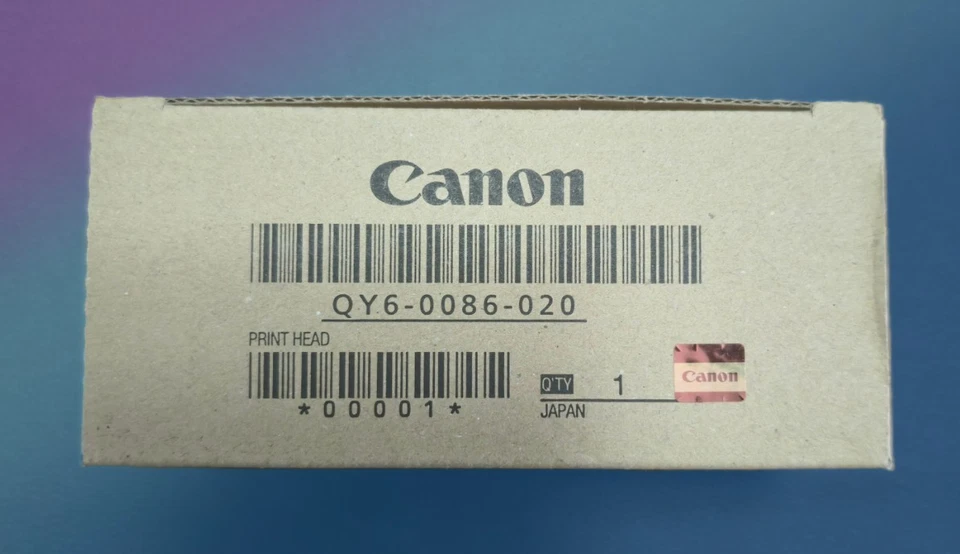 Canon
QY6-0086-020
PRINT HEAD
*00001*
Q'TY 1
JAPAN
Canon